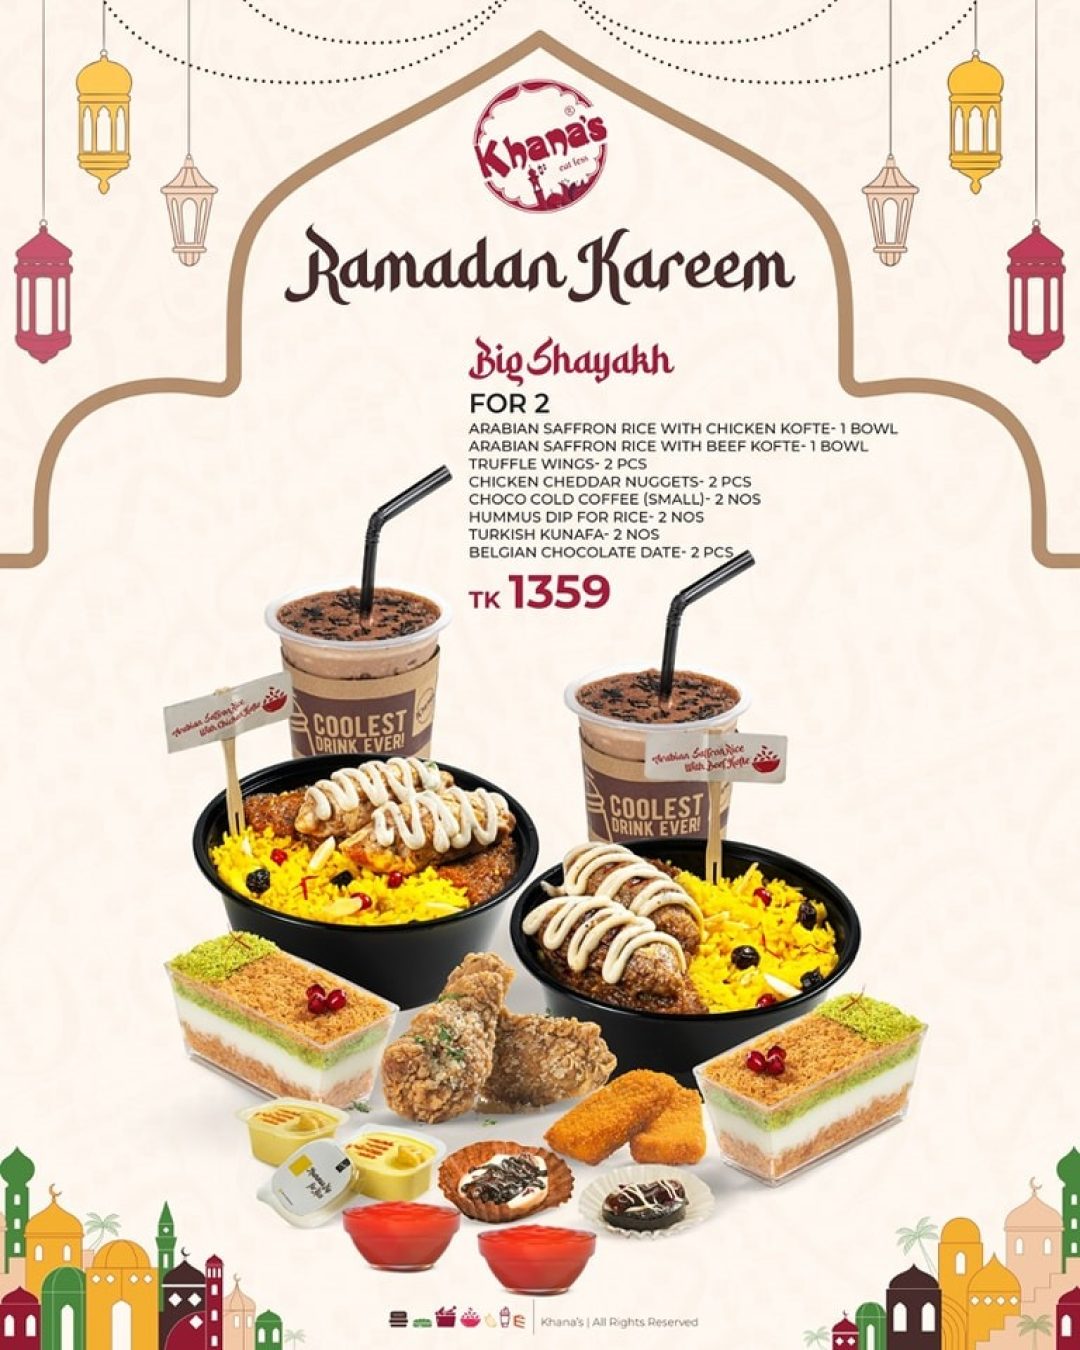 Khana's
®
eat less
Ramadan Kareem
Big Shayakh
FOR 2
ARABIAN SAFFRON RICE WITH CHICKEN KOFTE- 1 BOWL
ARABIAN SAFFRON RICE WITH BEEF KOFTE- 1 BOWL
TRUFFLE WINGS- 2 PCS
CHICKEN CHEDDAR NUGGETS- 2 PCS
CHOCO COLD COFFEE (SMALL)- 2 NOS
HUMMUS DIP FOR RICE- 2 NOS
TURKISH KUNAFA- 2 NOS
BELGIAN CHOCOLATE DATE- 2 PCS
TK 1359
Arabian Saffron Rice
With Chicken Kofte
COOLEST
DRINK EVER!
Arabian Saffron Rice
With Beef Kofte
COOLEST
DRINK EVER!
Khana's | All Rights Reserved